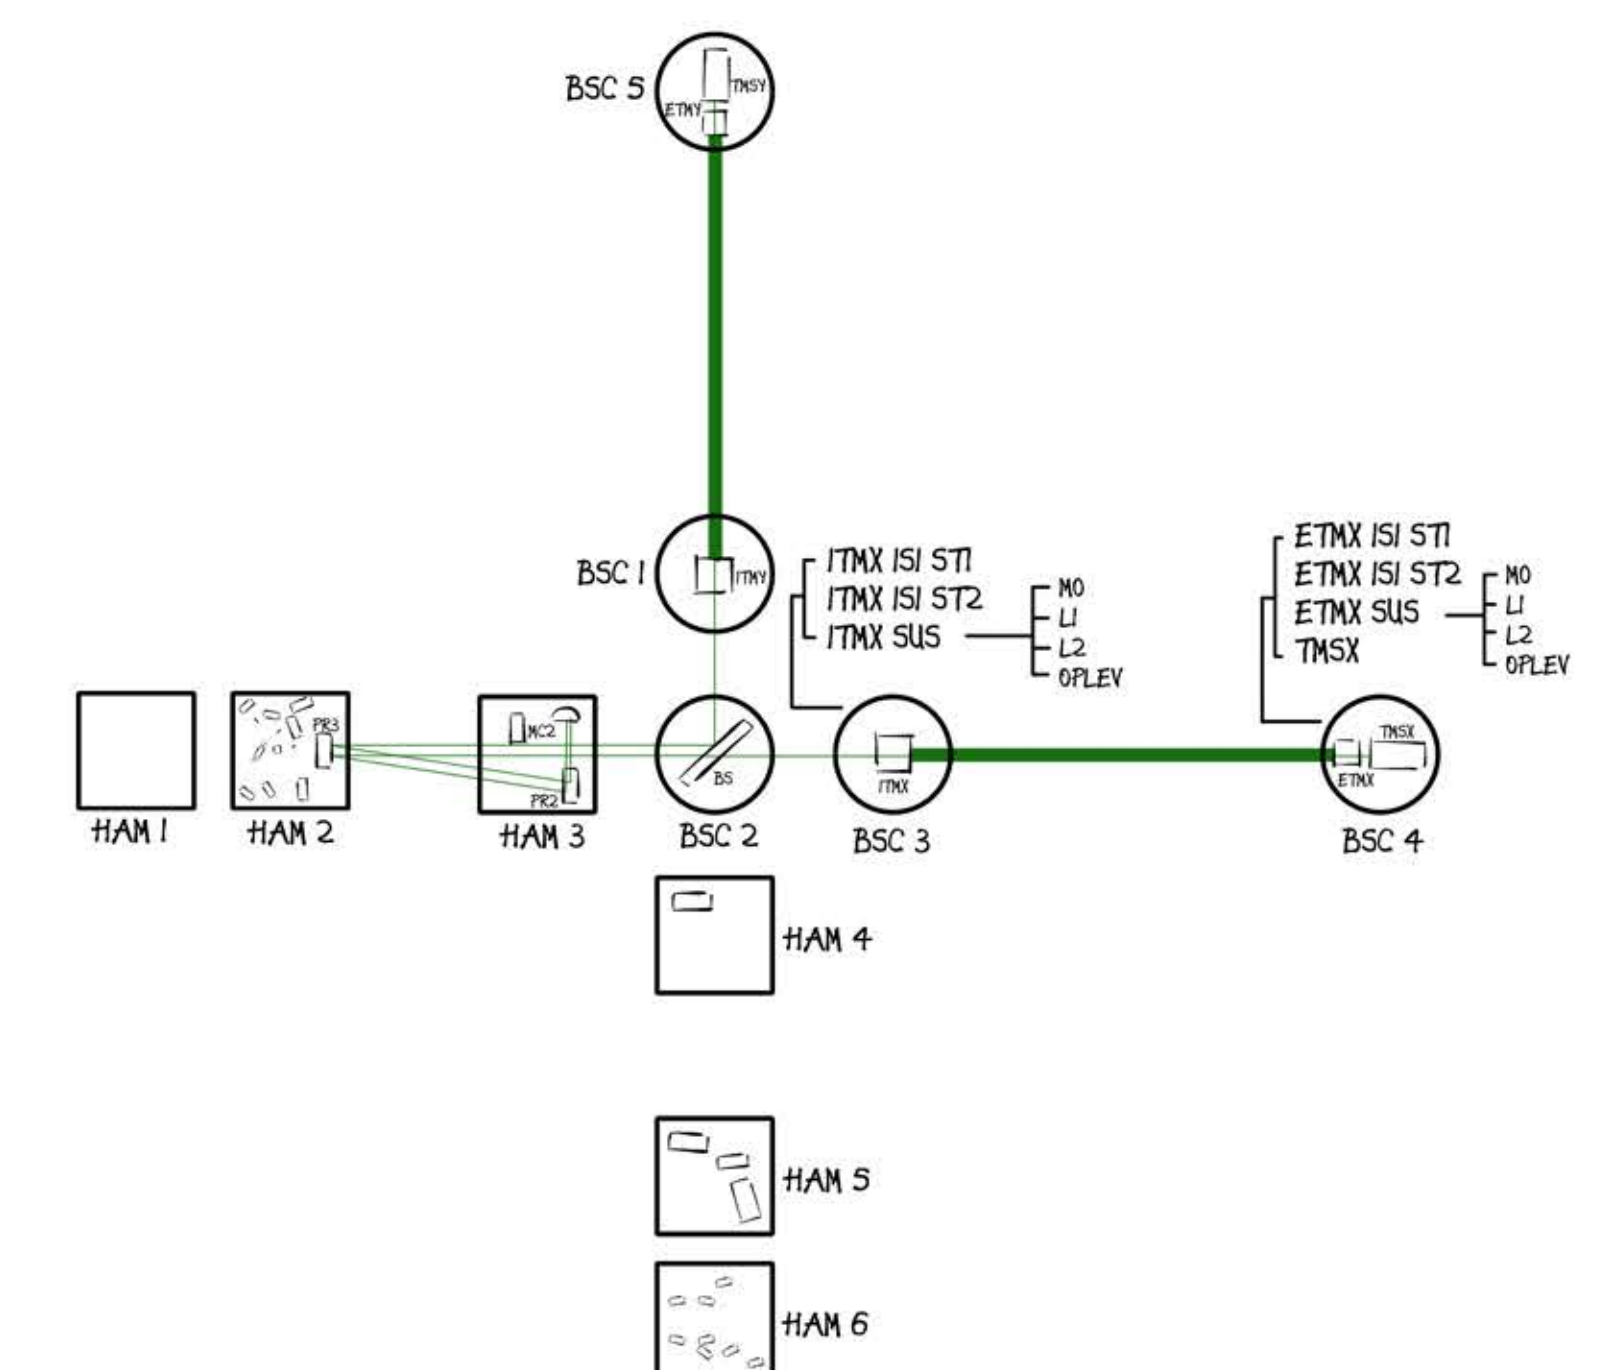 BSC 5
TMSY
ETMY
BSC 1
ITMY
ITMX ISI ST1
ITMX ISI ST2
ITMX SUS
M0
L1
L2
OPLEV
ETMX ISI ST1
ETMX ISI ST2
ETMX SUS
TMSX
M0
L1
L2
OPLEV
PR3
MC2
PR2
BS
ITMX
TMSX
ETMX
HAM 1
HAM 2
HAM 3
BSC 2
BSC 3
BSC 4
HAM 4
HAM 5
HAM 6